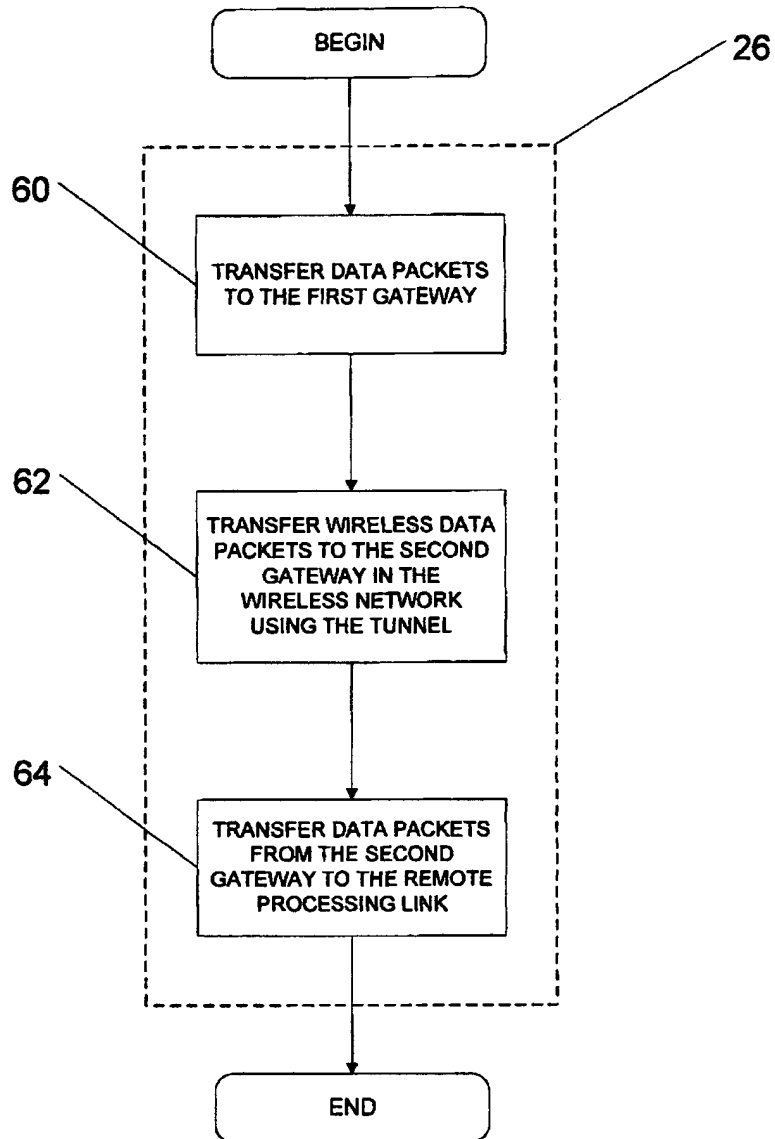 BEGIN
26
60
TRANSFER DATA PACKETS
TO THE FIRST GATEWAY
62
TRANSFER WIRELESS DATA
PACKETS TO THE SECOND
GATEWAY IN THE
WIRELESS NETWORK
USING THE TUNNEL
64
TRANSFER DATA PACKETS
FROM THE SECOND
GATEWAY TO THE REMOTE
PROCESSING LINK
END